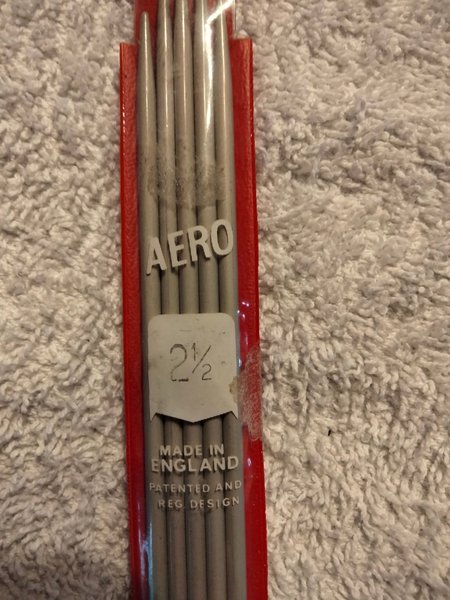 AERO
2½
MADE IN
ENGLAND
PATENTED AND
REG. DESIGN